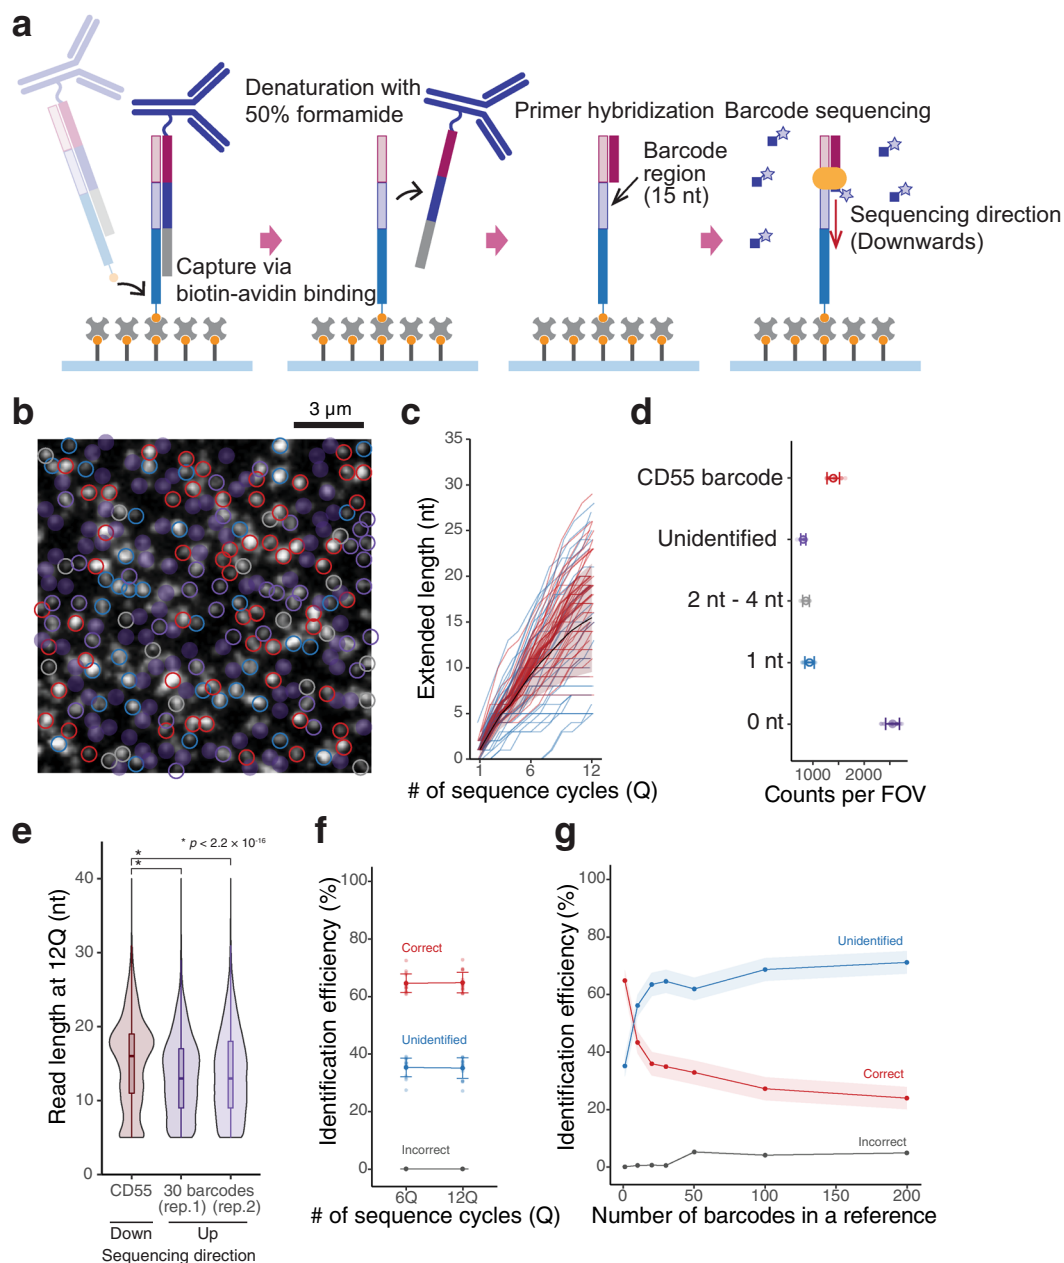 a
Denaturation with
50% formamide
Primer hybridization
Barcode sequencing
Barcode
region
(15 nt)
Sequencing direction
(Downwards)
Capture via
biotin-avidin binding
b
3 µm
c
35
30
25
20
15
10
5
0
Extended length (nt)
1
6
12
# of sequence cycles (Q)
d
CD55 barcode
Unidentified
2 nt - 4 nt
1 nt
0 nt
1000
2000
Counts per FOV
e
* p < 2.2 × 10-16
*
*
40
30
20
10
0
Read length at 12Q (nt)
CD55
30 barcodes
(rep.1) (rep.2)
Down
Up
Sequencing direction
f
100
80
60
40
20
0
Identification efficiency (%)
Correct
Unidentified
Incorrect
6Q
12Q
# of sequence cycles (Q)
g
100
80
60
40
20
0
Identification efficiency (%)
Unidentified
Correct
Incorrect
0
50
100
150
200
Number of barcodes in a reference